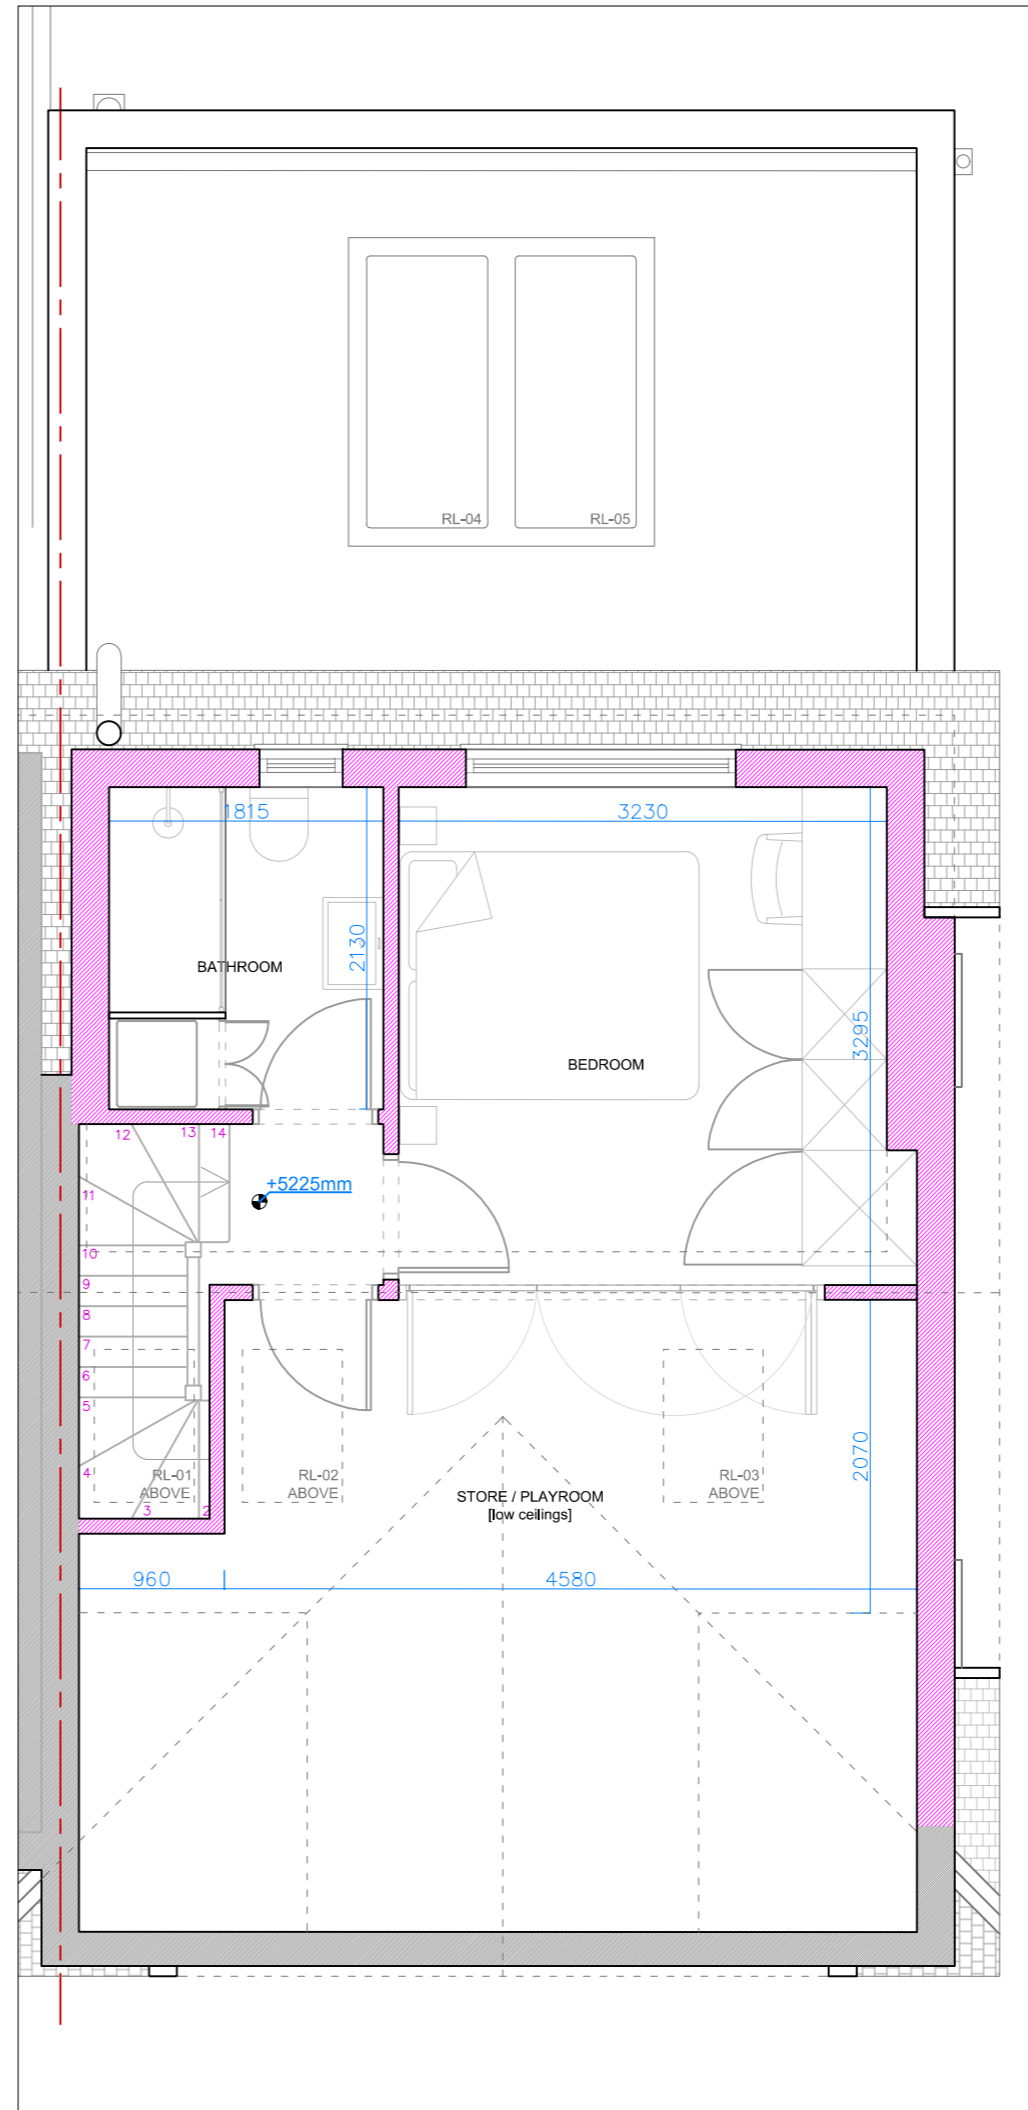 RL-04
RL-05
1815
3230
2130
BATHROOM
3295
BEDROOM
12
13
14
+5225mm
11
10
9
8
7
6
5
4
3
2
RL-01
ABOVE
RL-02
ABOVE
RL-03
ABOVE
2070
STORE / PLAYROOM
[low ceilings]
960
4580